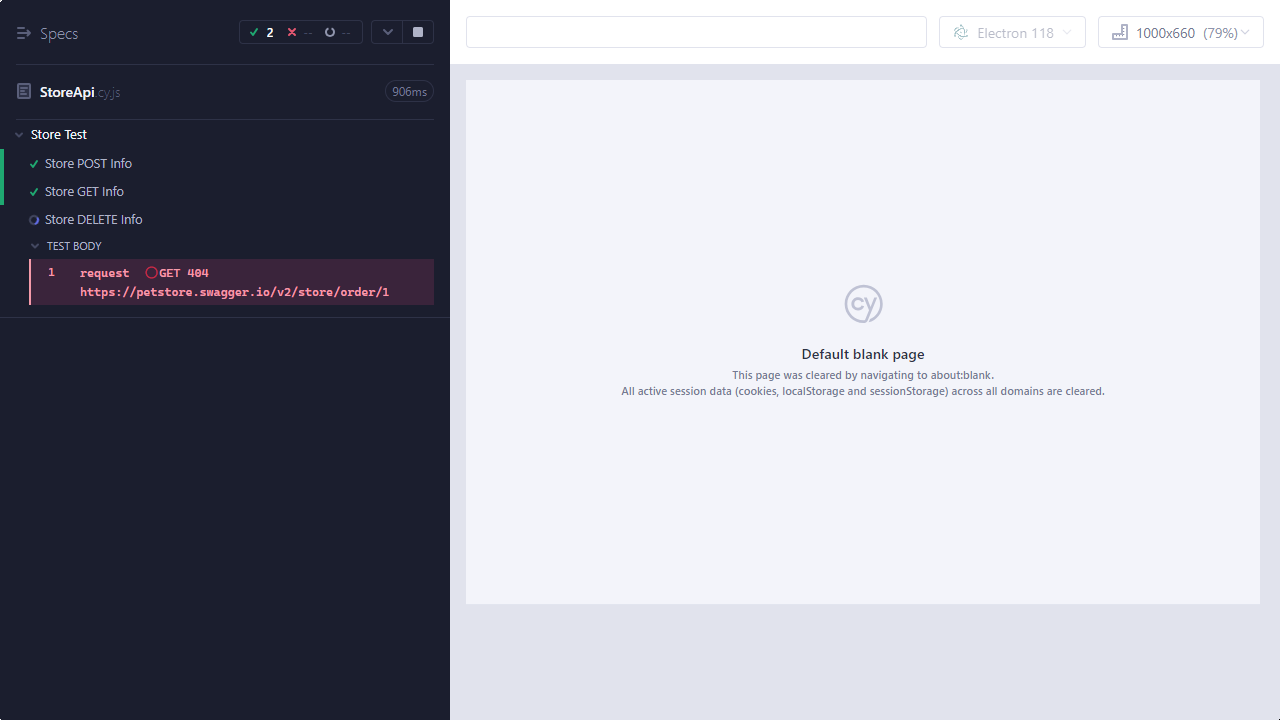 Specs
2 -- --
StoreApi cy.js
906ms
Store Test
Store POST Info
Store GET Info
Store DELETE Info
TEST BODY
1 request GET 404
https://petstore.swagger.io/v2/store/order/1
Electron 118
1000x660 (79%)
cy
Default blank page
This page was cleared by navigating to about:blank.
All active session data (cookies, localStorage and sessionStorage) across all domains are cleared.